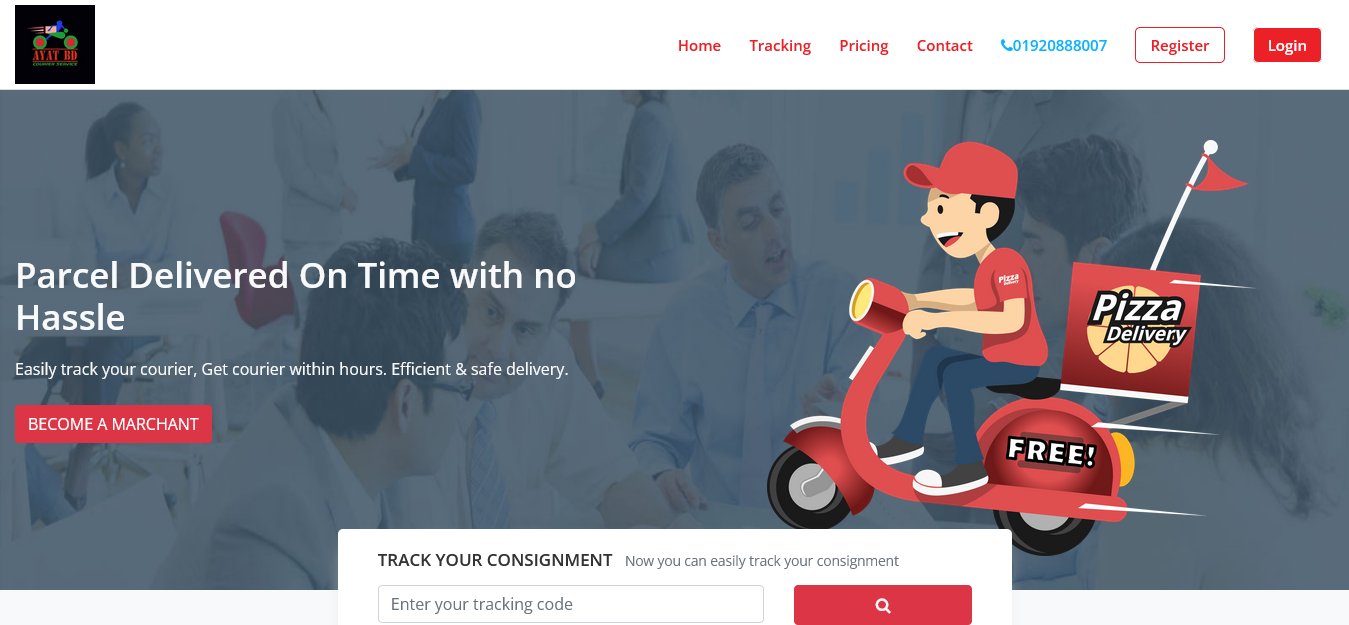 AYAT BD
COURIER SERVICE
Home
Tracking
Pricing
Contact
01920888007
Register
Login
Parcel Delivered On Time with no
Hassle
Easily track your courier, Get courier within hours. Efficient & safe delivery.
BECOME A MARCHANT
Pizza
Delivery
Pizza
Delivery
FREE!
TRACK YOUR CONSIGNMENT Now you can easily track your consignment
Enter your tracking code